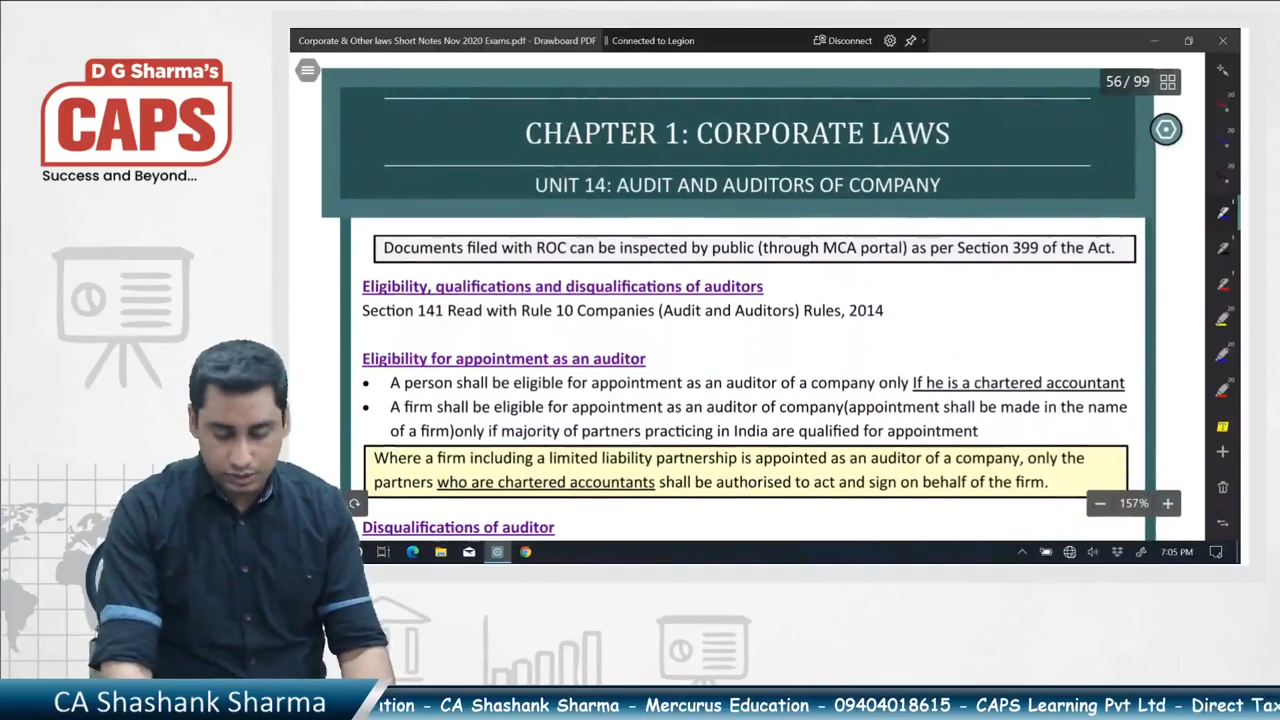 D G Sharma's
CAPS
Success and Beyond...
Corporate & Other laws Short Notes Nov 2020 Exams.pdf - Drawboard PDF
Connected to Legion
Disconnect
56 / 99
CHAPTER 1: CORPORATE LAWS
UNIT 14: AUDIT AND AUDITORS OF COMPANY
Documents filed with ROC can be inspected by public (through MCA portal) as per Section 399 of the Act.
Eligibility, qualifications and disqualifications of auditors
Section 141 Read with Rule 10 Companies (Audit and Auditors) Rules, 2014
Eligibility for appointment as an auditor
• A person shall be eligible for appointment as an auditor of a company only If he is a chartered accountant
• A firm shall be eligible for appointment as an auditor of company(appointment shall be made in the name
of a firm)only if majority of partners practicing in India are qualified for appointment
Where a firm including a limited liability partnership is appointed as an auditor of a company, only the
partners who are chartered accountants shall be authorised to act and sign on behalf of the firm.
157%
Disqualifications of auditor
7:05 PM
CA Shashank Sharma
ition - CA Shashank Sharma - Mercurus Education - 09404018615 - CAPS Learning Pvt Ltd - Direct Tax